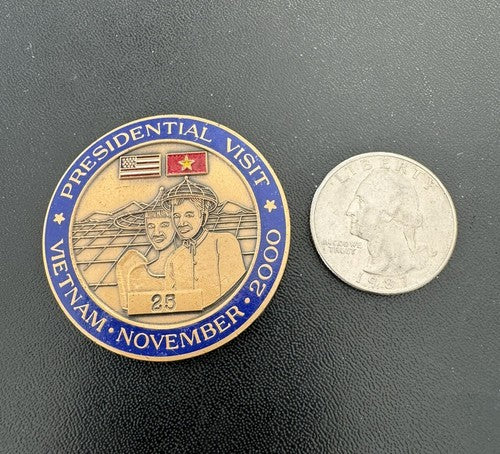 PRESIDENTIAL VISIT
VIETNAM · NOVEMBER · 2000
25
LIBERTY
IN GOD WE
TRUST